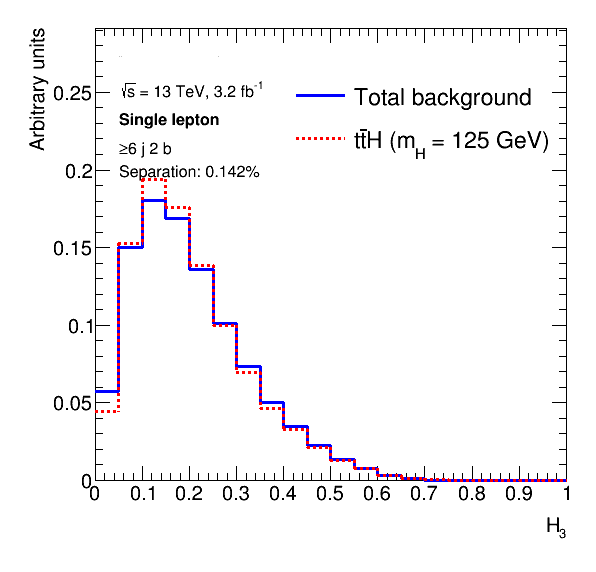 Arbitrary units
√s = 13 TeV, 3.2 fb⁻¹
Single lepton
≥6 j 2 b
Separation: 0.142%
Total background
tt̄H (m_H = 125 GeV)
0.25
0.2
0.15
0.1
0.05
0
0 0.1 0.2 0.3 0.4 0.5 0.6 0.7 0.8 0.9 1
H₃